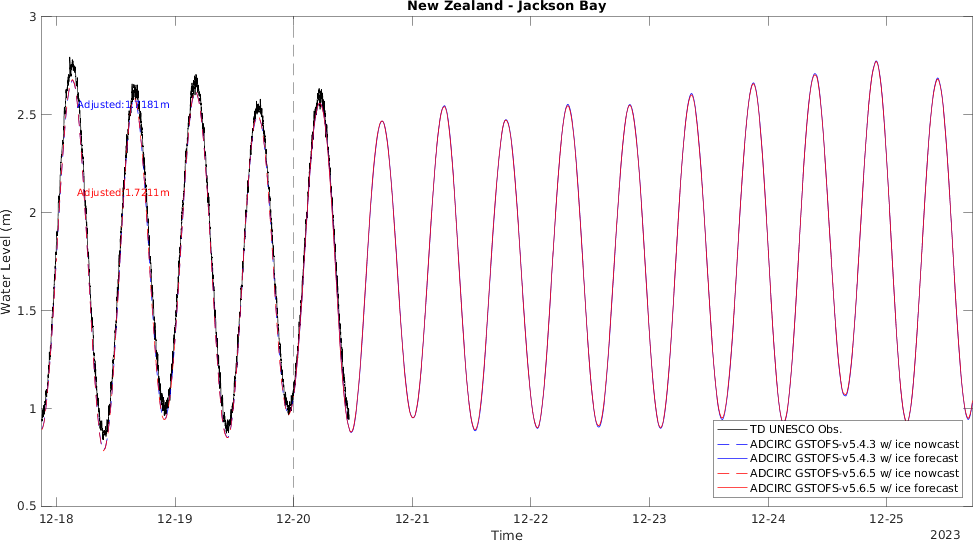 New Zealand - Jackson Bay
3
2.5
2
1.5
1
0.5
Water Level (m)
Adjusted:1.7181m
Adjusted:1.7211m
TD UNESCO Obs.
ADCIRC GSTOFS-v5.4.3 w/ ice nowcast
ADCIRC GSTOFS-v5.4.3 w/ ice forecast
ADCIRC GSTOFS-v5.6.5 w/ ice nowcast
ADCIRC GSTOFS-v5.6.5 w/ ice forecast
12-18 12-19 12-20 12-21 12-22 12-23 12-24 12-25
Time
2023